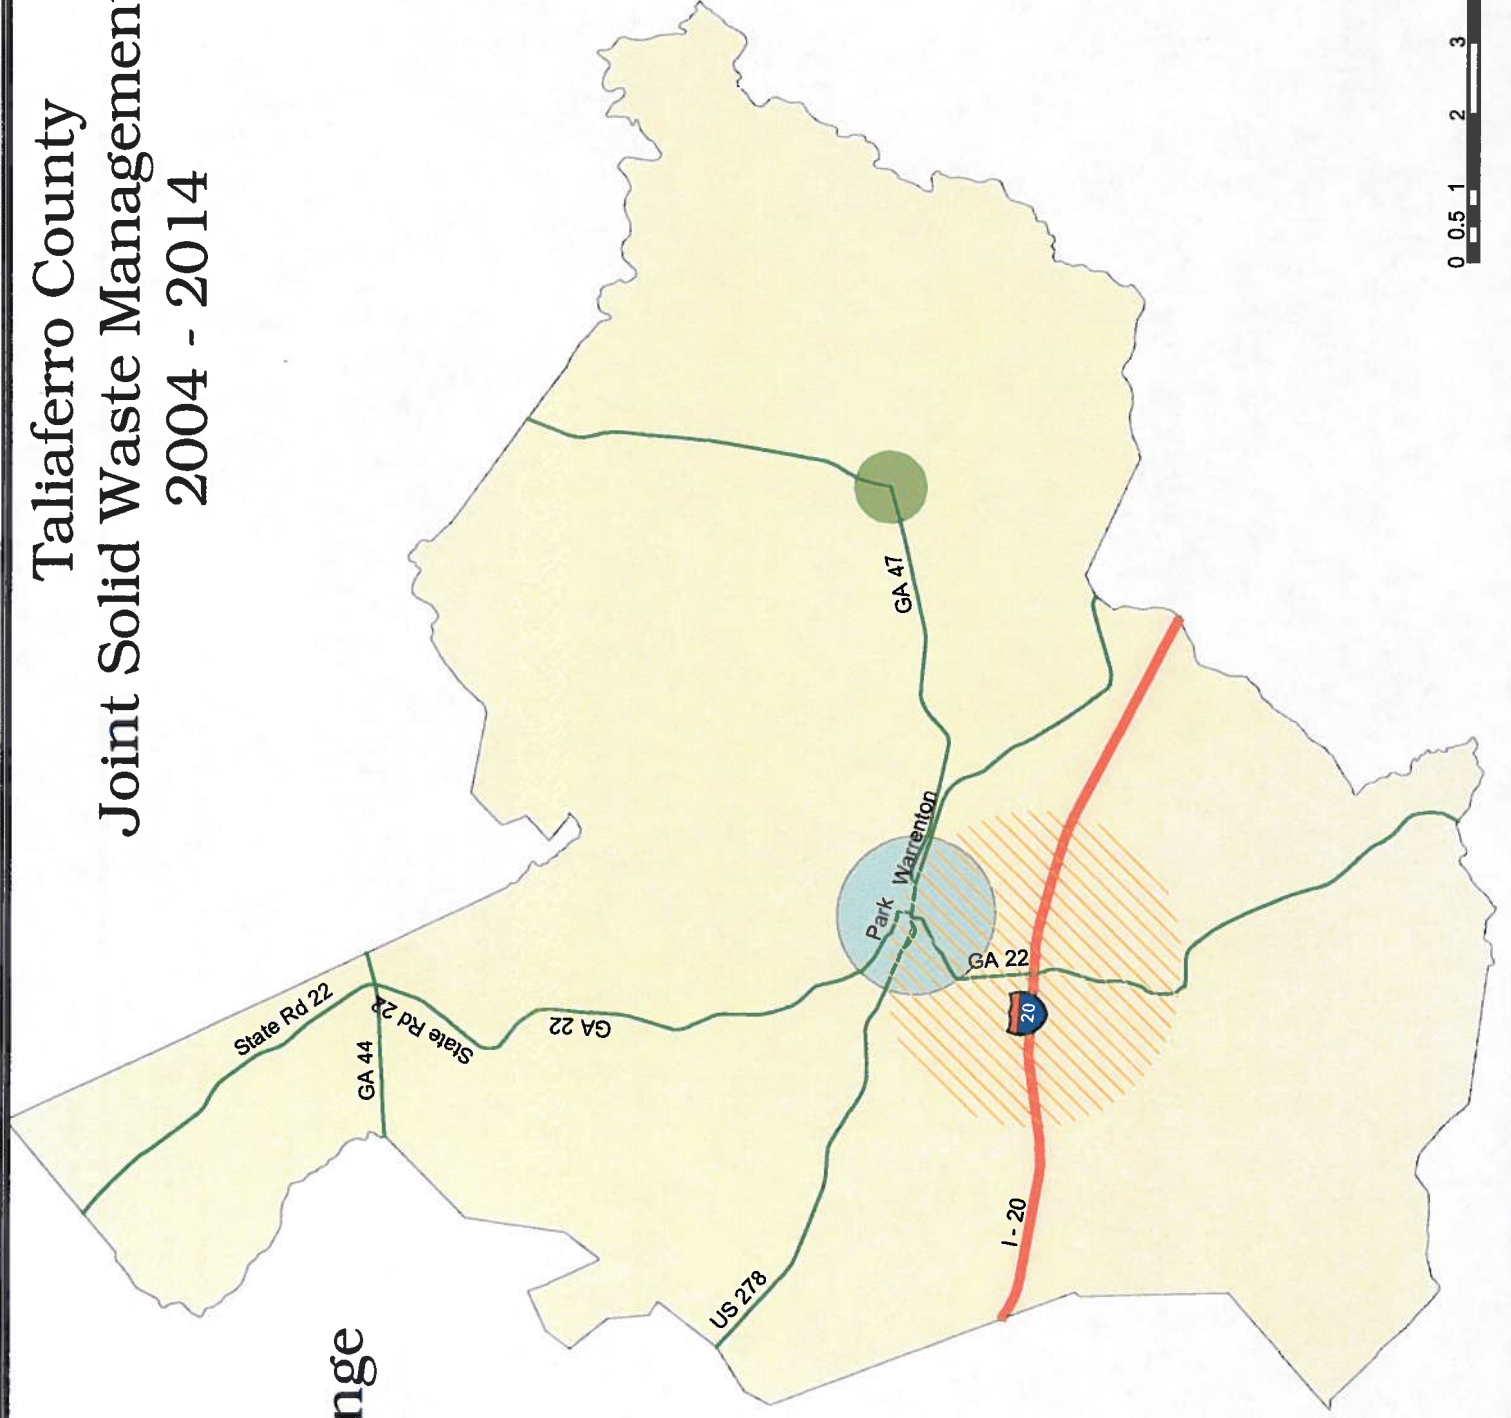 Taliaferro County
Joint Solid Waste Management
2004 - 2014
nge
State Rd 22
State Rd 22
GA 44
GA 22
US 278
Park
Warrenton
GA 47
GA 22
20
I - 20
0 0.5 1 2 3